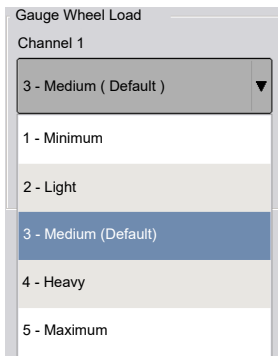 Gauge Wheel Load
Channel 1
3 - Medium ( Default )
1 - Minimum
2 - Light
3 - Medium (Default)
4 - Heavy
5 - Maximum